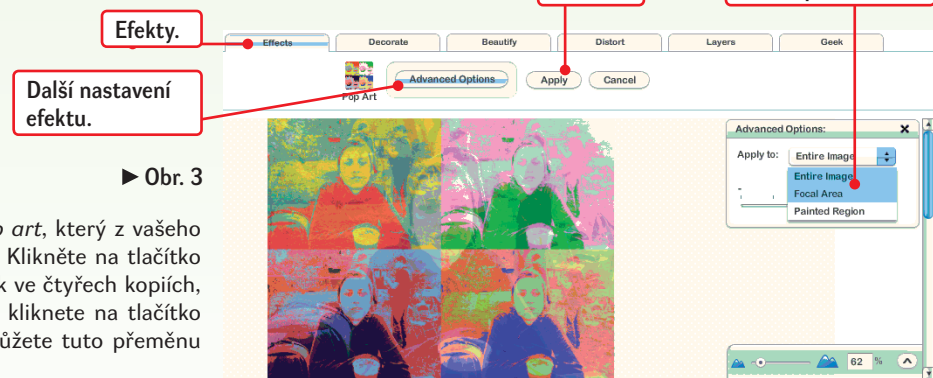 Efekty.
Effects Decorate Beautify Distort Layers Geek
Pop Art Advanced Options Apply Cancel
Další nastavení
efektu.
Advanced Options:
Apply to: Entire Image
Entire Image
Focal Area
Painted Region
► Obr. 3
art, který z vašeho
Klikněte na tlačítko
k ve čtyřech kopiích,
kliknete na tlačítko
ůžete tuto přeměnu
62 %